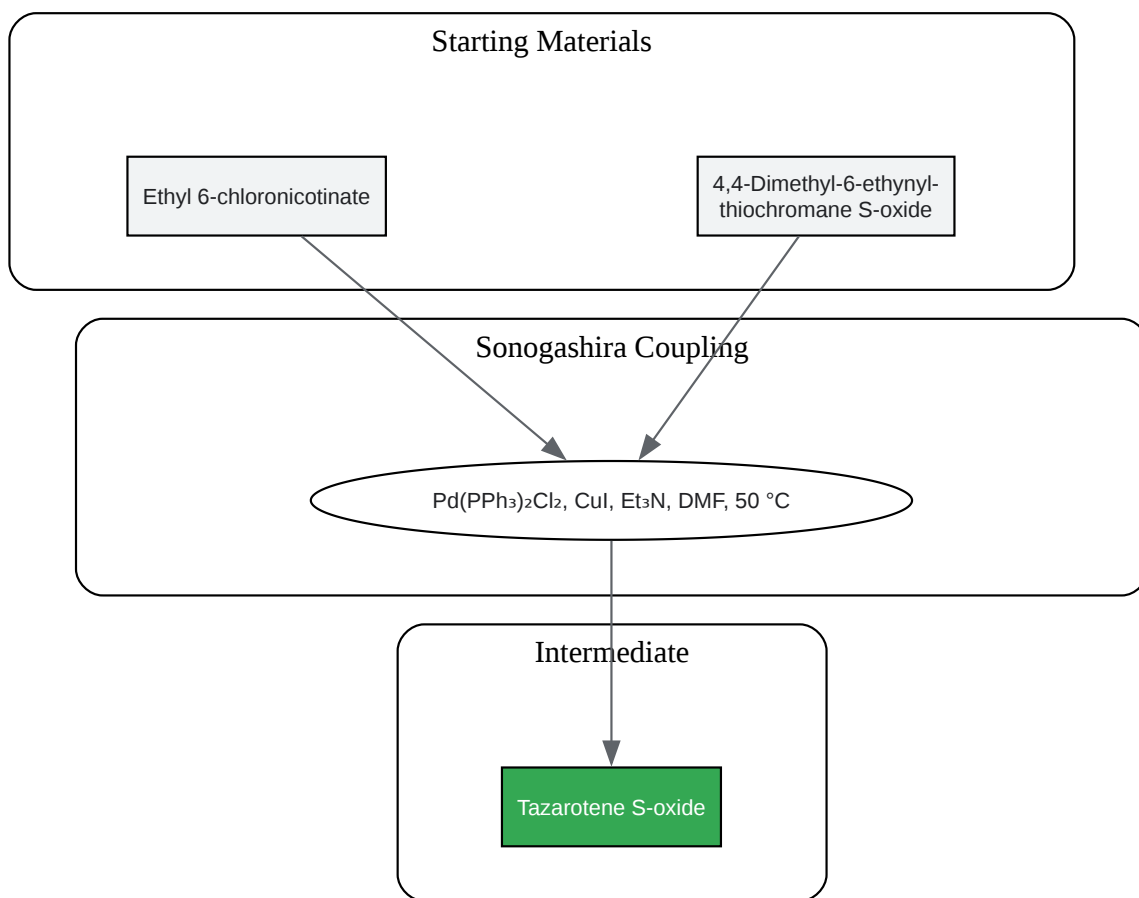 Starting Materials
Ethyl 6-chloronicotinate
4,4-Dimethyl-6-ethynyl-
thiochromane S-oxide
Sonogashira Coupling
Pd(PPh₃)₂Cl₂, CuI, Et₃N, DMF, 50 °C
Intermediate
Tazarotene S-oxide